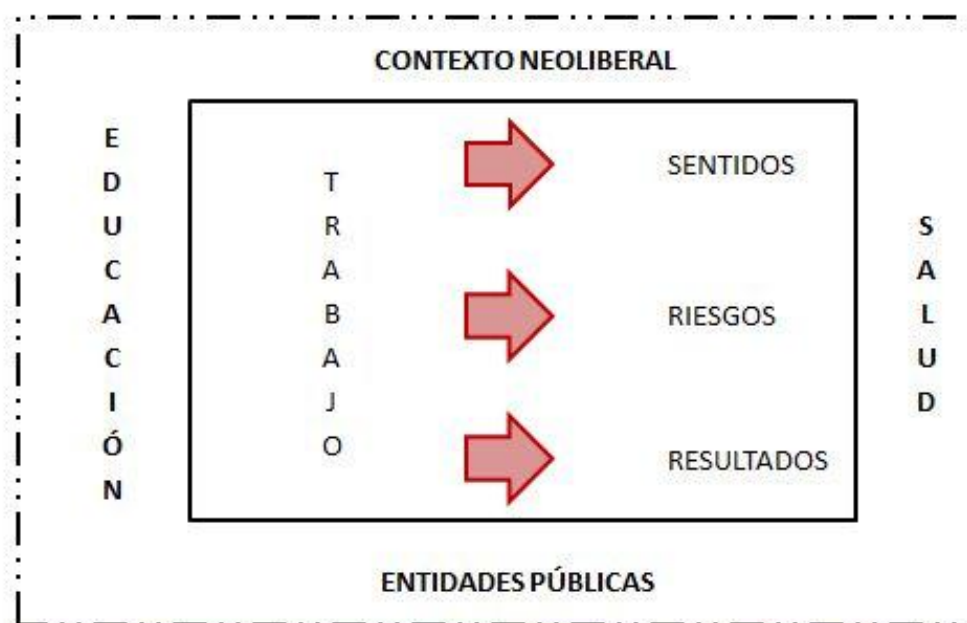 CONTEXTO NEOLIBERAL
EDUCACIÓN
TRABAJO
SENTIDOS
RIESGOS
RESULTADOS
SALUD
ENTIDADES PÚBLICAS